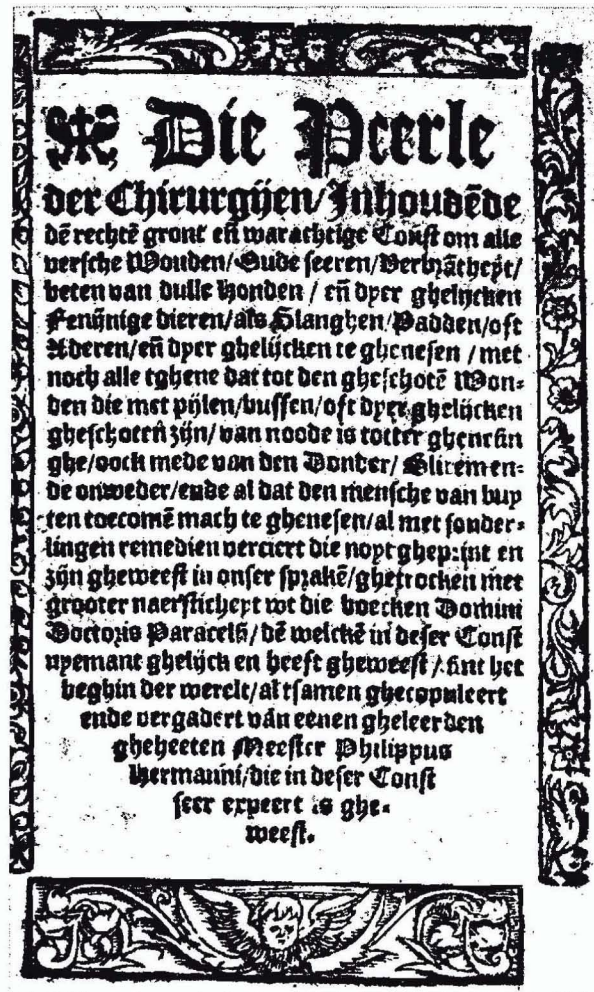 Die Peerle
der Chirurgijen/Inhoudēde
dē rechtē gront eñ warachtige Const om alle
versche Wonden/Oude seeren/Verbrātheyt/
beten van dulle Honden / eñ dyer ghelijcken
Fenijnige dieren/als Slanghen/Padden/oft
Aderen/eñ dyer ghelijcken te ghenesen / met
noch alle tghene dat tot den gheschotē Won=
den die met pijlen/bussen/oft dyer ghelijcken
gheschoten zijn/van noode is totter ghenesin
ghe/oock mede van den Donder/ Blixemen=
de onweder/ende al dat den mensche van buy
ten toecomē mach te ghenesen/al met sonder=
lingen remedien verciert die noyt gheprint en
zijn gheweest in onser sprakē/ghetrocken met
grooter naersticheyt wt die boecken Domini
Doctoris Paracelsi/dē welckē in deser Const
nyemant ghelijck en heeft gheweest/sint het
beghin der werelt/al tsamen ghecopuleert
ende vergadert van eenen gheleerden
gheheeten Meester Philippus
Hermanni/die in deser Const
seer expeert is ghe=
weest.